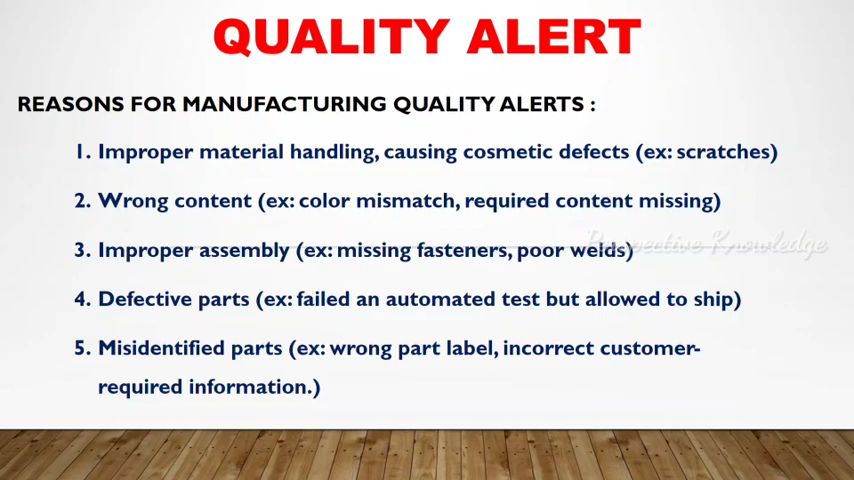 QUALITY ALERT
REASONS FOR MANUFACTURING QUALITY ALERTS :
1. Improper material handling, causing cosmetic defects (ex: scratches)
2. Wrong content (ex: color mismatch, required content missing)
3. Improper assembly (ex: missing fasteners, poor welds)
Perspective Knowledge
4. Defective parts (ex: failed an automated test but allowed to ship)
5. Misidentified parts (ex: wrong part label, incorrect customer-
required information.)